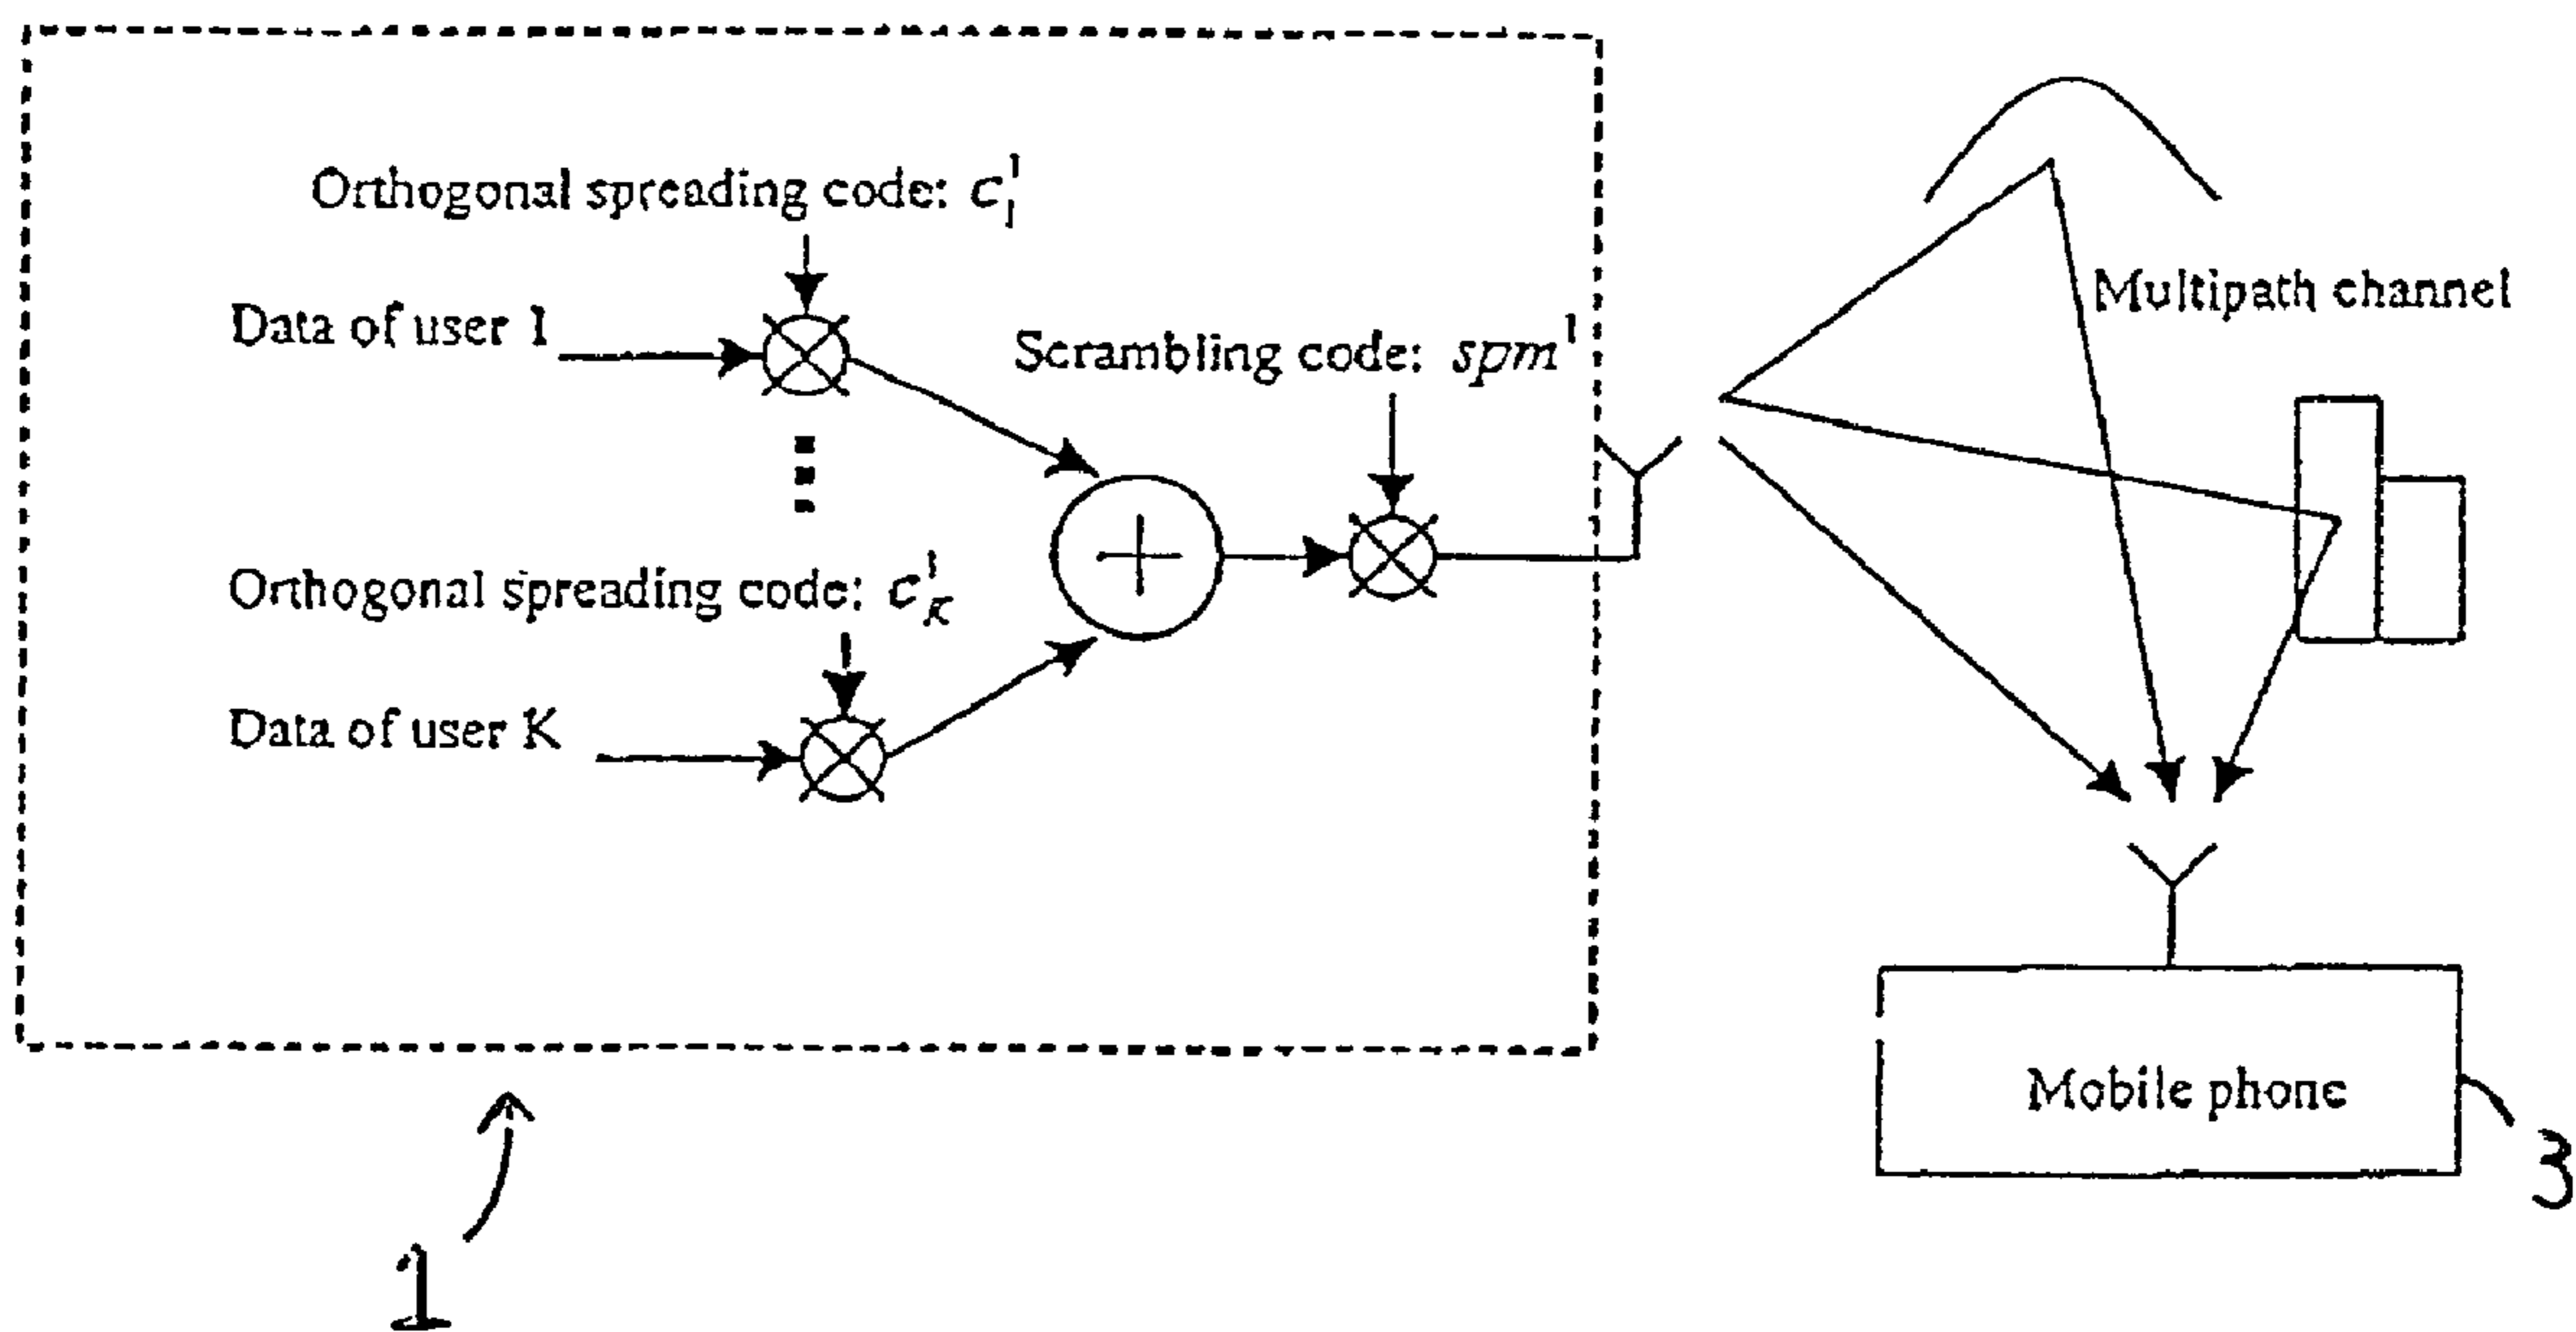 Orthogonal spreading code: c₁¹
Data of user 1
Scrambling code: spm¹
Multipath channel
Orthogonal spreading code: c_K¹
Data of user K
Mobile phone
3
1